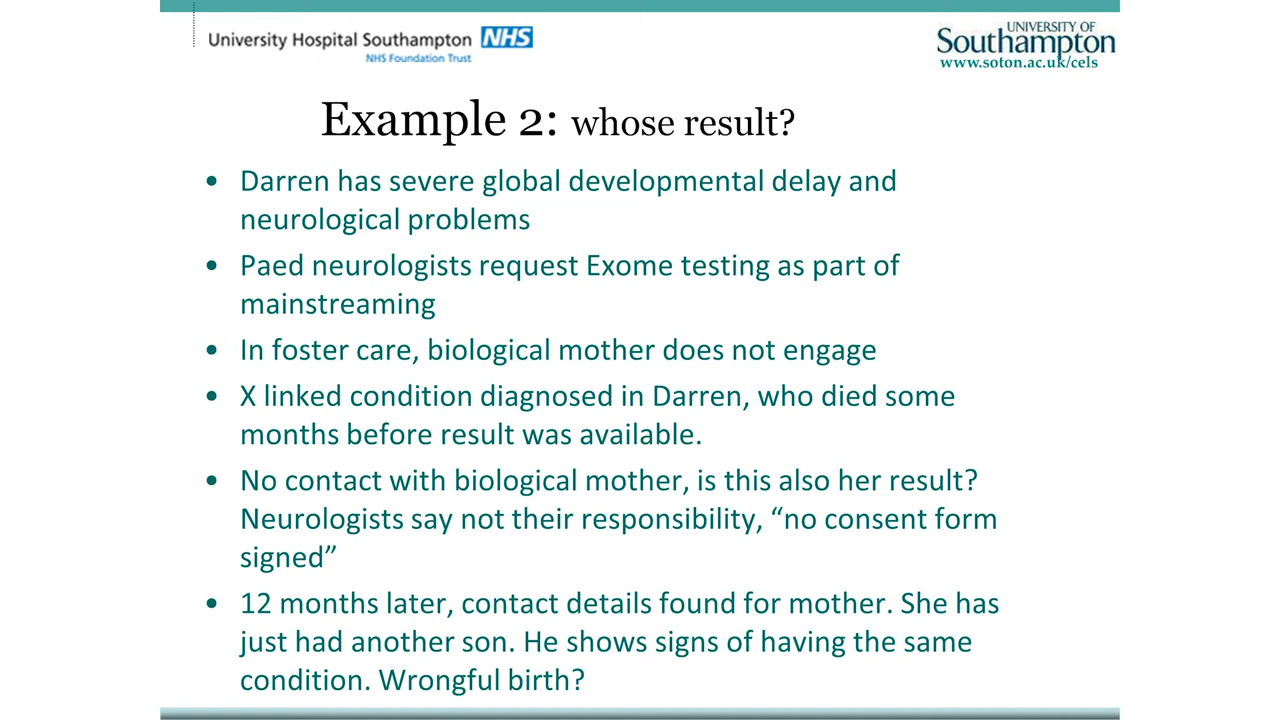 University Hospital Southampton NHS
NHS Foundation Trust
UNIVERSITY OF
Southampton
www.soton.ac.uk/cels
Example 2: whose result?
• Darren has severe global developmental delay and
neurological problems
• Paed neurologists request Exome testing as part of
mainstreaming
• In foster care, biological mother does not engage
• X linked condition diagnosed in Darren, who died some
months before result was available.
• No contact with biological mother, is this also her result?
Neurologists say not their responsibility, “no consent form
signed”
• 12 months later, contact details found for mother. She has
just had another son. He shows signs of having the same
condition. Wrongful birth?